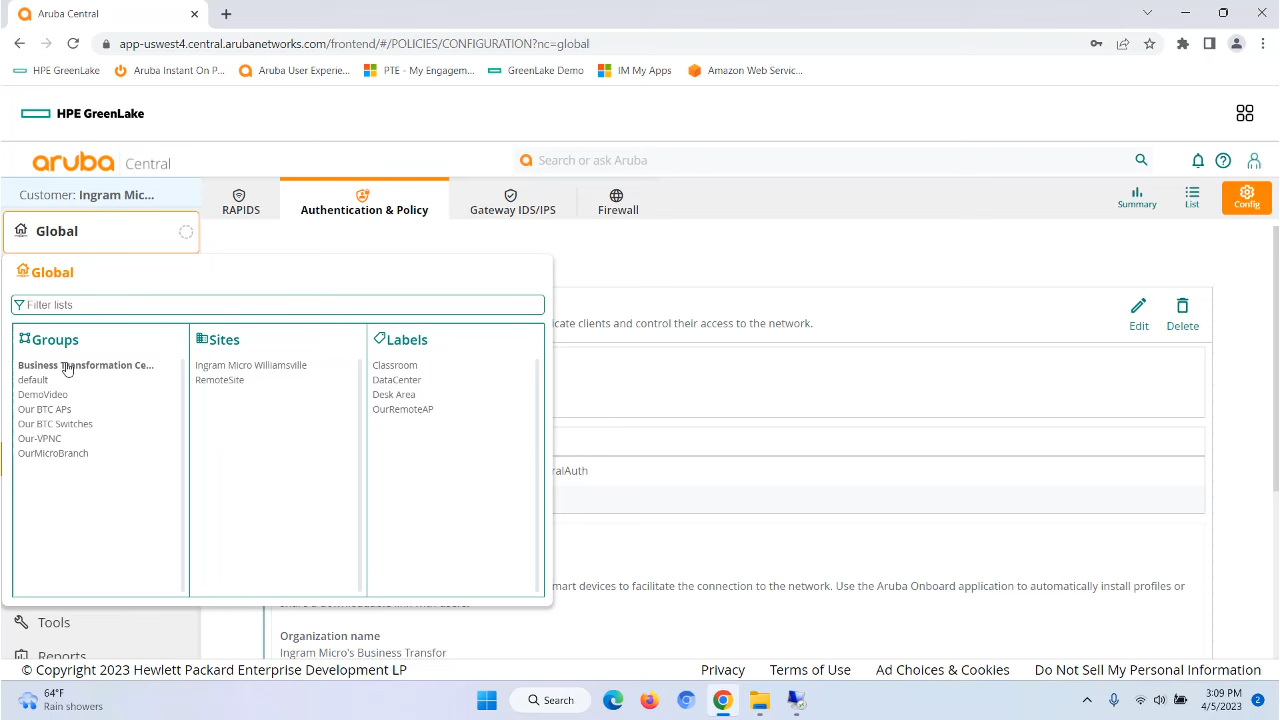 Aruba Central
app-uswest4.central.arubanetworks.com/frontend/#/POLICIES/CONFIGURATION?nc=global
HPE GreenLake
Aruba Instant On P...
Aruba User Experie...
PTE - My Engagem...
GreenLake Demo
IM My Apps
Amazon Web Servic...
HPE GreenLake
aruba Central
Search or ask Aruba
Customer: Ingram Mic...
RAPIDS
Authentication & Policy
Gateway IDS/IPS
Firewall
Summary
List
Config
Global
Global
Filter lists
Groups
Business Transformation Ce...
default
DemoVideo
Our BTC APs
Our BTC Switches
Our-VPNC
OurMicroBranch
Sites
Ingram Micro Williamsville
RemoteSite
Labels
Classroom
DataCenter
Desk Area
OurRemoteAP
icate clients and control their access to the network.
Edit
Delete
ralAuth
mart devices to facilitate the connection to the network. Use the Aruba Onboard application to automatically install profiles or
share a downloadable link with users.
Organization name
Ingram Micro's Business Transfor
Tools
Reports
© Copyright 2023 Hewlett Packard Enterprise Development LP
Privacy
Terms of Use
Ad Choices & Cookies
Do Not Sell My Personal Information
64°F
Rain showers
Search
3:09 PM
4/5/2023
2